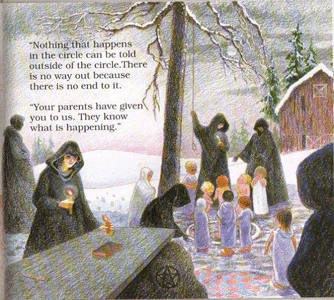 "Nothing that happens
in the circle can be told
outside of the circle.There
is no way out because
there is no end to it.
"Your parents have given
you to us. They know
what is happening."